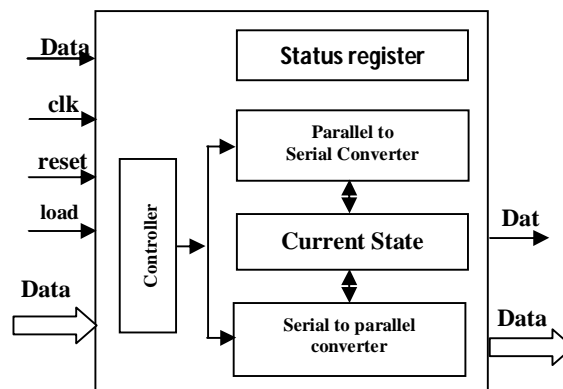 Data
clk
reset
load
Data
Controller
Status register
Parallel to
Serial Converter
Current State
Serial to parallel
converter
Dat
Data